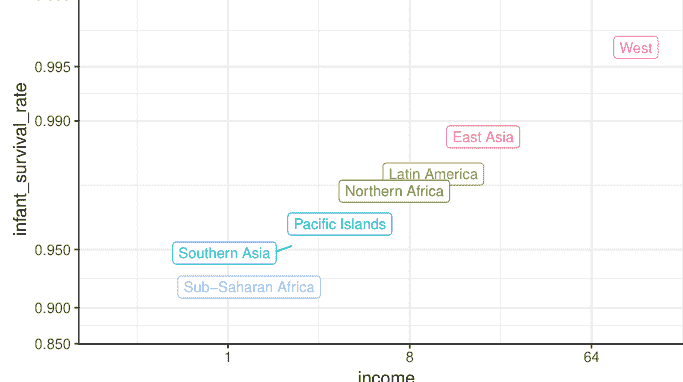 West
0.995
0.990
East Asia
Latin America
Northern Africa
Pacific Islands
0.950
Southern Asia
Sub-Saharan Africa
0.900
0.850
1
8
64
income
infant_survival_rate